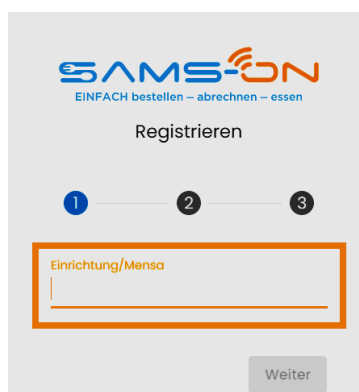 SAMS-ON
EINFACH bestellen – abrechnen – essen
Registrieren
1 2 3
Einrichtung/Mensa
Weiter